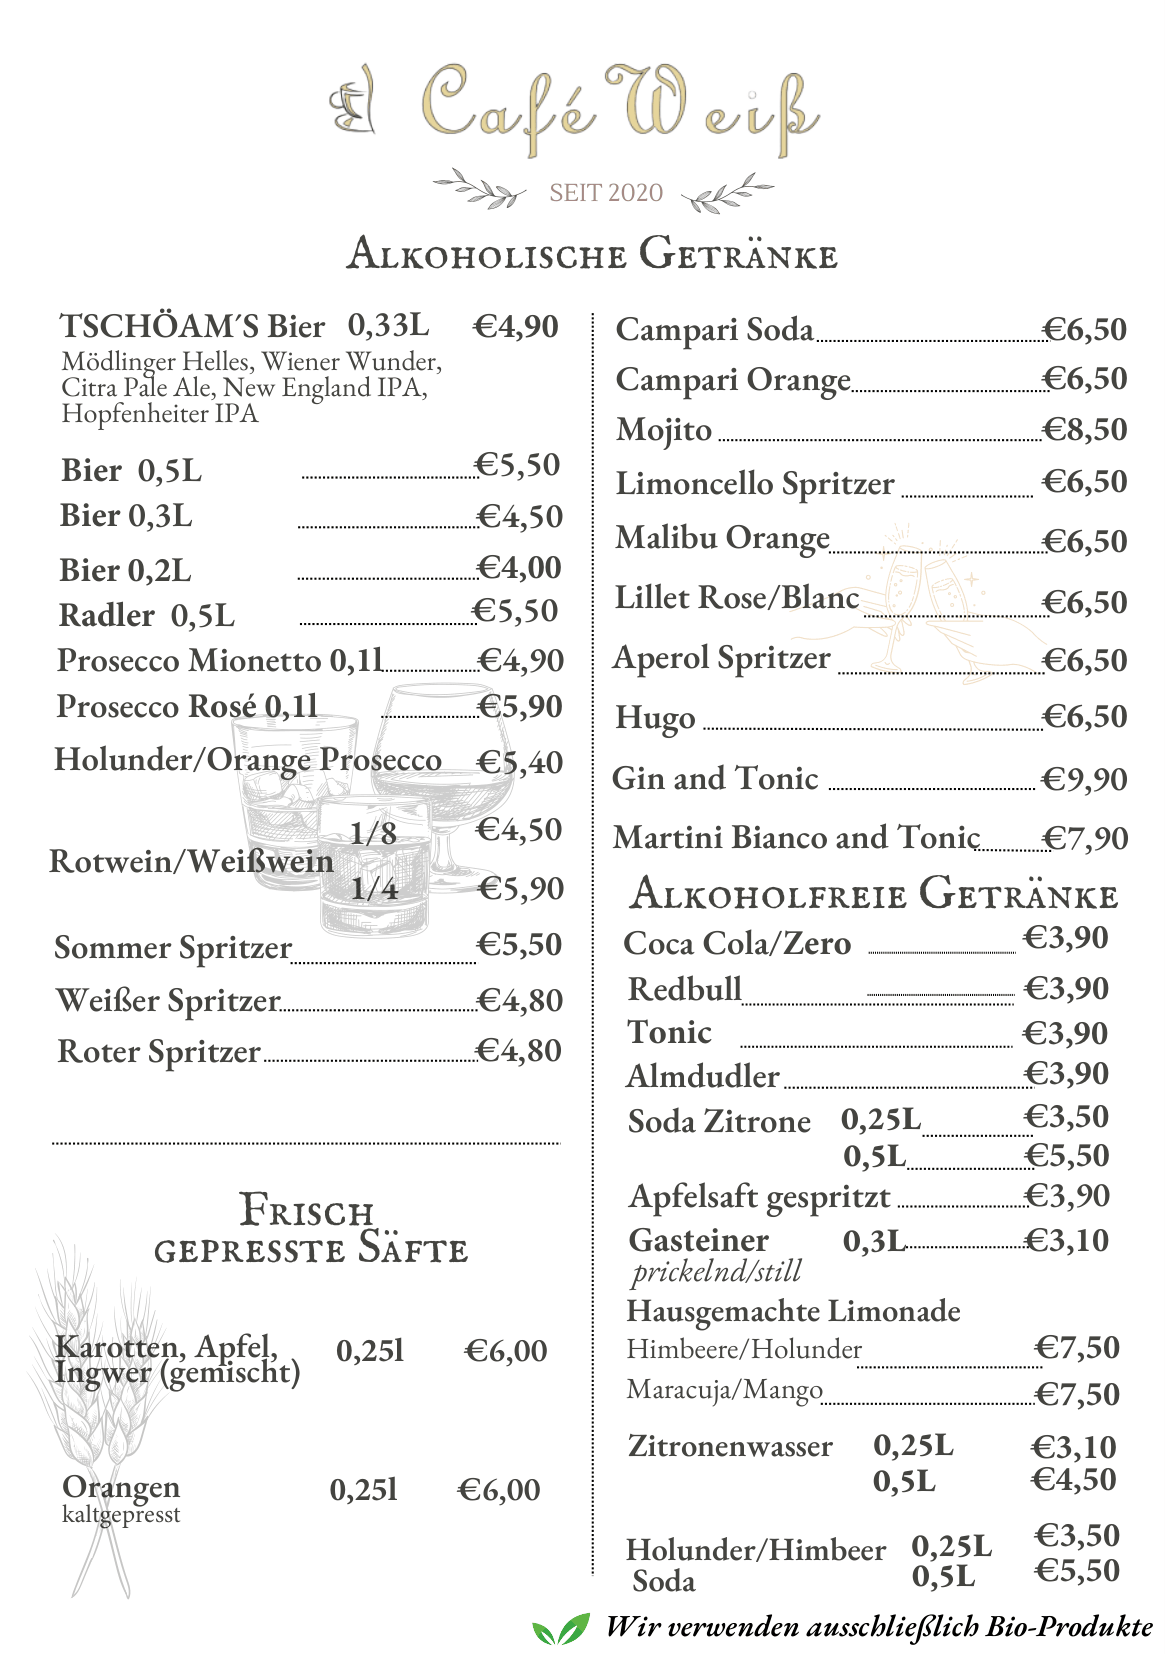 Café Weiß
SEIT 2020
Alkoholische Getränke
TSCHÖAM´S Bier 0,33L €4,90
Mödlinger Helles, Wiener Wunder,
Citra Pale Ale, New England IPA,
Hopfenheiter IPA
Bier 0,5L €5,50
Bier 0,3L €4,50
Bier 0,2L €4,00
Radler 0,5L €5,50
Prosecco Mionetto 0,1l €4,90
Prosecco Rosé 0,1l €5,90
Holunder/Orange Prosecco €5,40
1/8 €4,50
Rotwein/Weißwein
1/4 €5,90
Sommer Spritzer €5,50
Weißer Spritzer €4,80
Roter Spritzer €4,80
Frisch
gepresste Säfte
Karotten, Apfel,
Ingwer (gemischt) 0,25l €6,00
Orangen 0,25l €6,00
kaltgepresst
Campari Soda €6,50
Campari Orange €6,50
Mojito €8,50
Limoncello Spritzer €6,50
Malibu Orange €6,50
Lillet Rose/Blanc €6,50
Aperol Spritzer €6,50
Hugo €6,50
Gin and Tonic €9,90
Martini Bianco and Tonic €7,90
Alkoholfreie Getränke
Coca Cola/Zero €3,90
Redbull €3,90
Tonic €3,90
Almdudler €3,90
Soda Zitrone 0,25L €3,50
0,5L €5,50
Apfelsaft gespritzt €3,90
Gasteiner 0,3L €3,10
prickelnd/still
Hausgemachte Limonade
Himbeere/Holunder €7,50
Maracuja/Mango €7,50
Zitronenwasser 0,25L €3,10
0,5L €4,50
Holunder/Himbeer 0,25L €3,50
Soda 0,5L €5,50
Wir verwenden ausschließlich Bio-Produkte